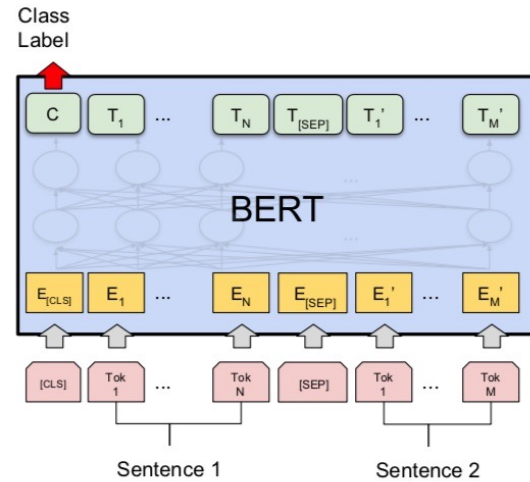 Class
Label
C T1 ... TN T[SEP] T1' ... TM'
...
BERT
...
E[CLS] E1 ... EN E[SEP] E1' ... EM'
[CLS] Tok 1 ... Tok N [SEP] Tok 1 ... Tok M
Sentence 1 Sentence 2